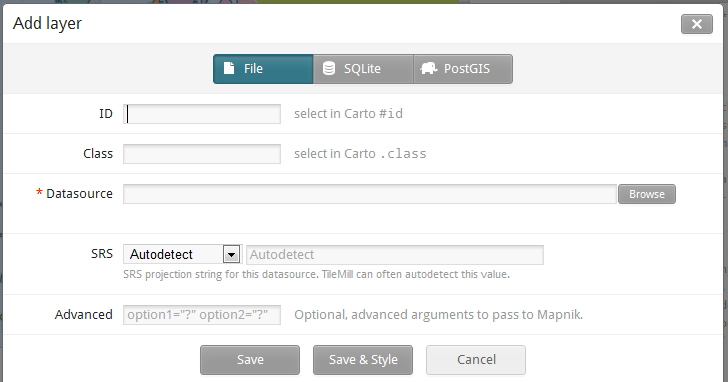 Add layer
File SQLite PostGIS
ID select in Carto #id
Class select in Carto .class
* Datasource Browse
SRS Autodetect Autodetect
SRS projection string for this datasource. TileMill can often autodetect this value.
Advanced option1="?" option2="?" Optional, advanced arguments to pass to Mapnik.
Save Save & Style Cancel